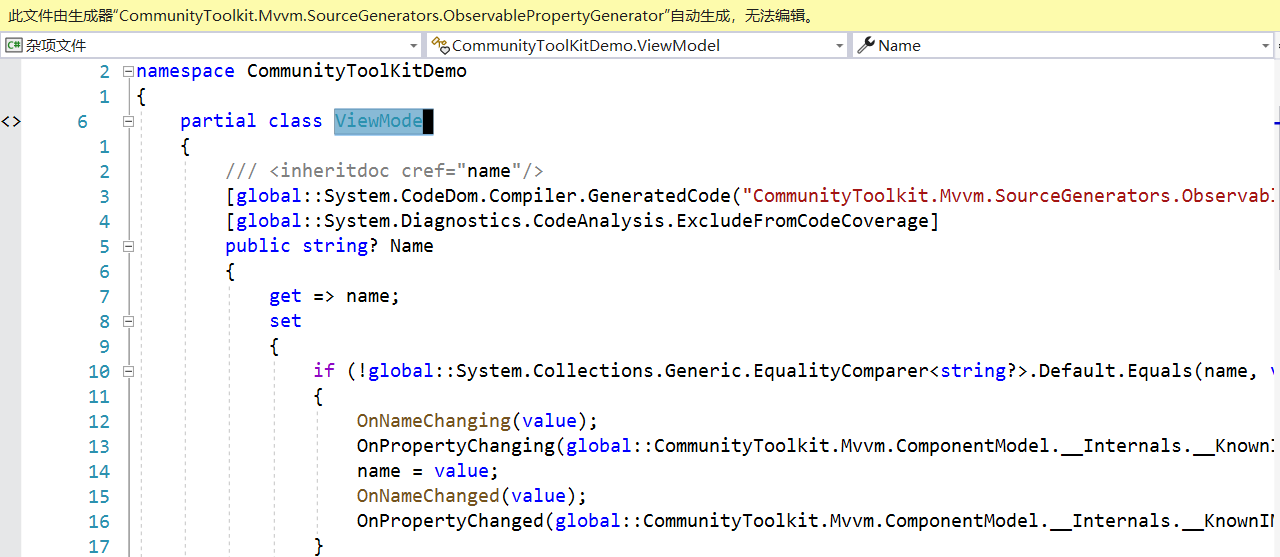 此文件由生成器“CommunityToolkit.Mvvm.SourceGenerators.ObservablePropertyGenerator”自动生成，无法编辑。
C# 杂项文件 CommunityToolKitDemo.ViewModel Name
2 namespace CommunityToolKitDemo
1 {
<> 6 partial class ViewMode
1 {
2 /// <inheritdoc cref="name"/>
3 [global::System.CodeDom.Compiler.GeneratedCode("CommunityToolkit.Mvvm.SourceGenerators.Observabl
4 [global::System.Diagnostics.CodeAnalysis.ExcludeFromCodeCoverage]
5 public string? Name
6 {
7 get => name;
8 set
9 {
10 if (!global::System.Collections.Generic.EqualityComparer<string?>.Default.Equals(name, v
11 {
12 OnNameChanging(value);
13 OnPropertyChanging(global::CommunityToolkit.Mvvm.ComponentModel.__Internals.__KnownI
14 name = value;
15 OnNameChanged(value);
16 OnPropertyChanged(global::CommunityToolkit.Mvvm.ComponentModel.__Internals.__KnownIN
17 }